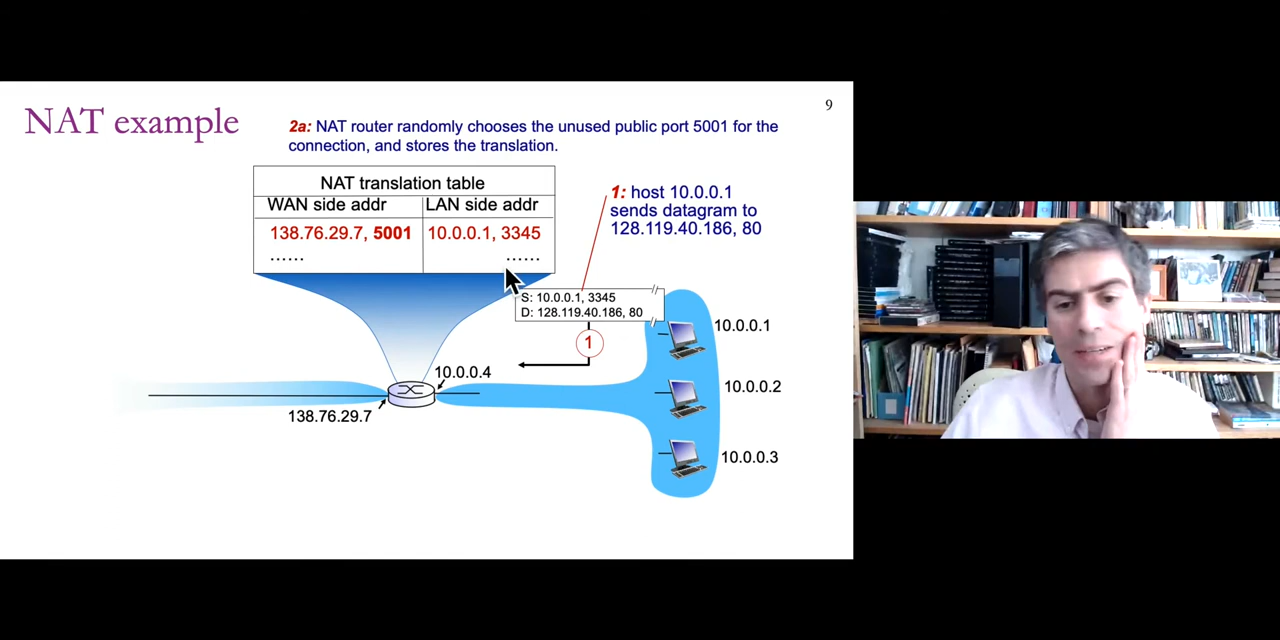 NAT example
9
2a: NAT router randomly chooses the unused public port 5001 for the
connection, and stores the translation.
NAT translation table
WAN side addr LAN side addr
138.76.29.7, 5001 10.0.0.1, 3345
...... ......
1: host 10.0.0.1
sends datagram to
128.119.40.186, 80
S: 10.0.0.1, 3345
D: 128.119.40.186, 80
1
10.0.0.1
10.0.0.4
10.0.0.2
138.76.29.7
10.0.0.3